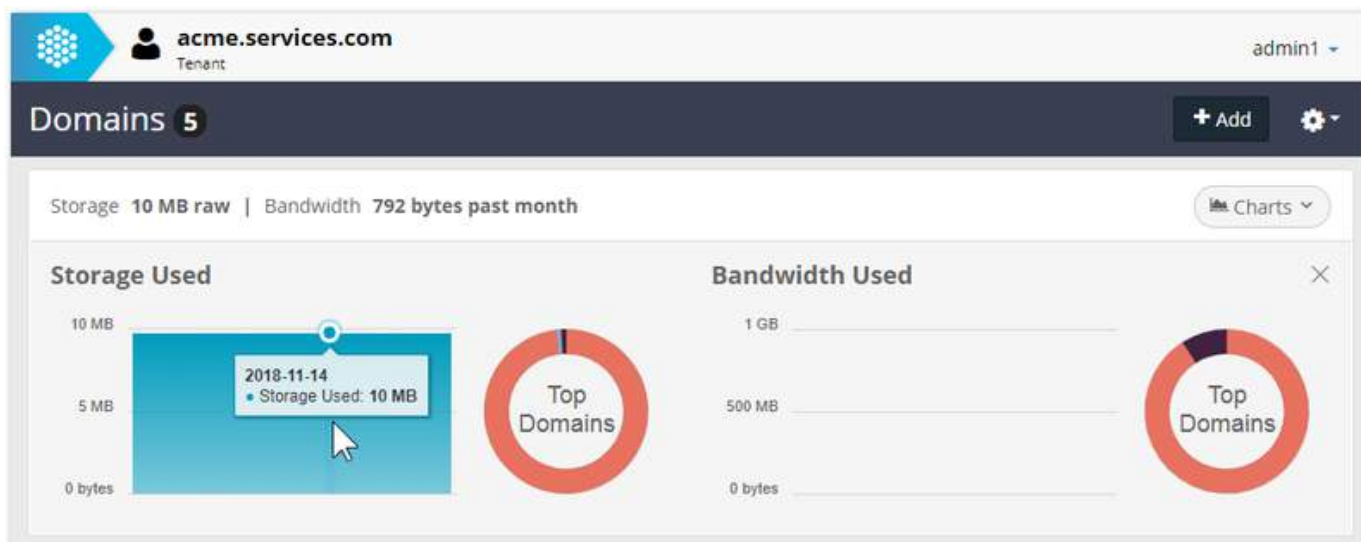 acme.services.com
Tenant
admin1
Domains 5
+ Add
Storage 10 MB raw | Bandwidth 792 bytes past month
Charts
Storage Used
10 MB
5 MB
0 bytes
2018-11-14
• Storage Used: 10 MB
Top
Domains
Bandwidth Used
1 GB
500 MB
0 bytes
Top
Domains